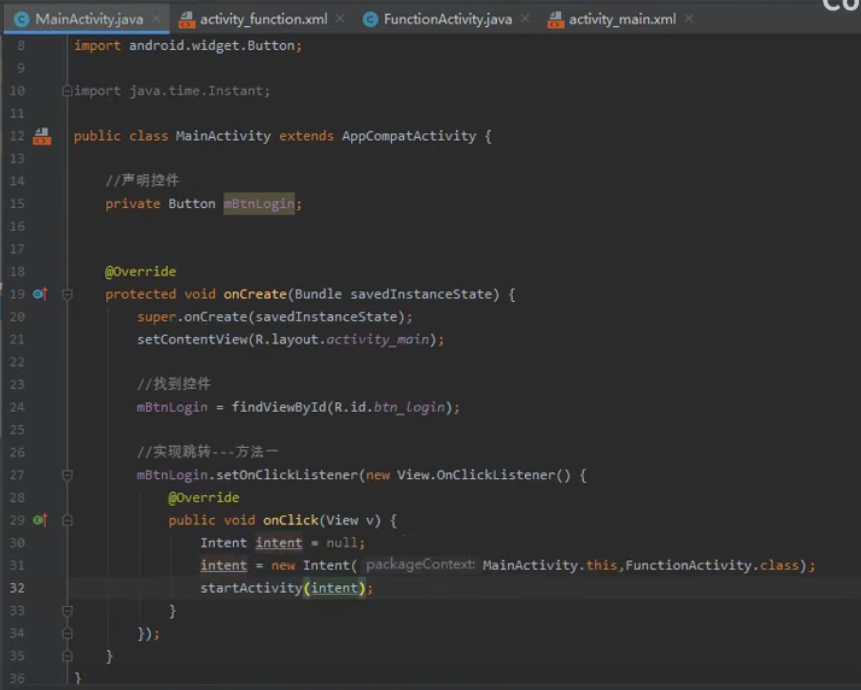 Co
MainActivity.java × activity_function.xml × FunctionActivity.java × activity_main.xml ×
8 import android.widget.Button;
9
10 import java.time.Instant;
11
12 public class MainActivity extends AppCompatActivity {
13
14 //声明控件
15 private Button mBtnLogin;
16
17
18 @Override
19 protected void onCreate(Bundle savedInstanceState) {
20 super.onCreate(savedInstanceState);
21 setContentView(R.layout.activity_main);
22
23 //找到控件
24 mBtnLogin = findViewById(R.id.btn_login);
25
26 //实现跳转---方法一
27 mBtnLogin.setOnClickListener(new View.OnClickListener() {
28 @Override
29 public void onClick(View v) {
30 Intent intent = null;
31 intent = new Intent( packageContext: MainActivity.this,FunctionActivity.class);
32 startActivity(intent);
33 }
34 });
35 }
36 }